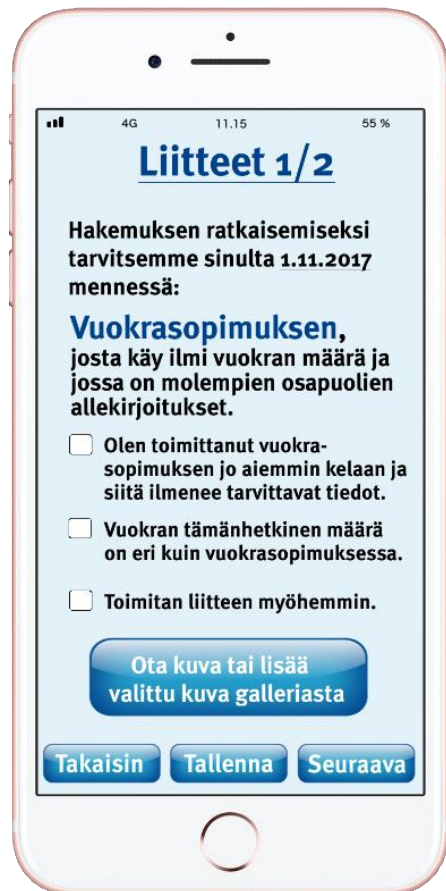 4G 11.15 55 %
Liitteet 1/2
Hakemuksen ratkaisemiseksi
tarvitsemme sinulta 1.11.2017
mennessä:
Vuokrasopimuksen,
josta käy ilmi vuokran määrä ja
jossa on molempien osapuolien
allekirjoitukset.
Olen toimittanut vuokra-
sopimuksen jo aiemmin kelaan ja
siitä ilmenee tarvittavat tiedot.
Vuokran tämänhetkinen määrä
on eri kuin vuokrasopimuksessa.
Toimitan liitteen myöhemmin.
Ota kuva tai lisää
valittu kuva galleriasta
Takaisin Tallenna Seuraava